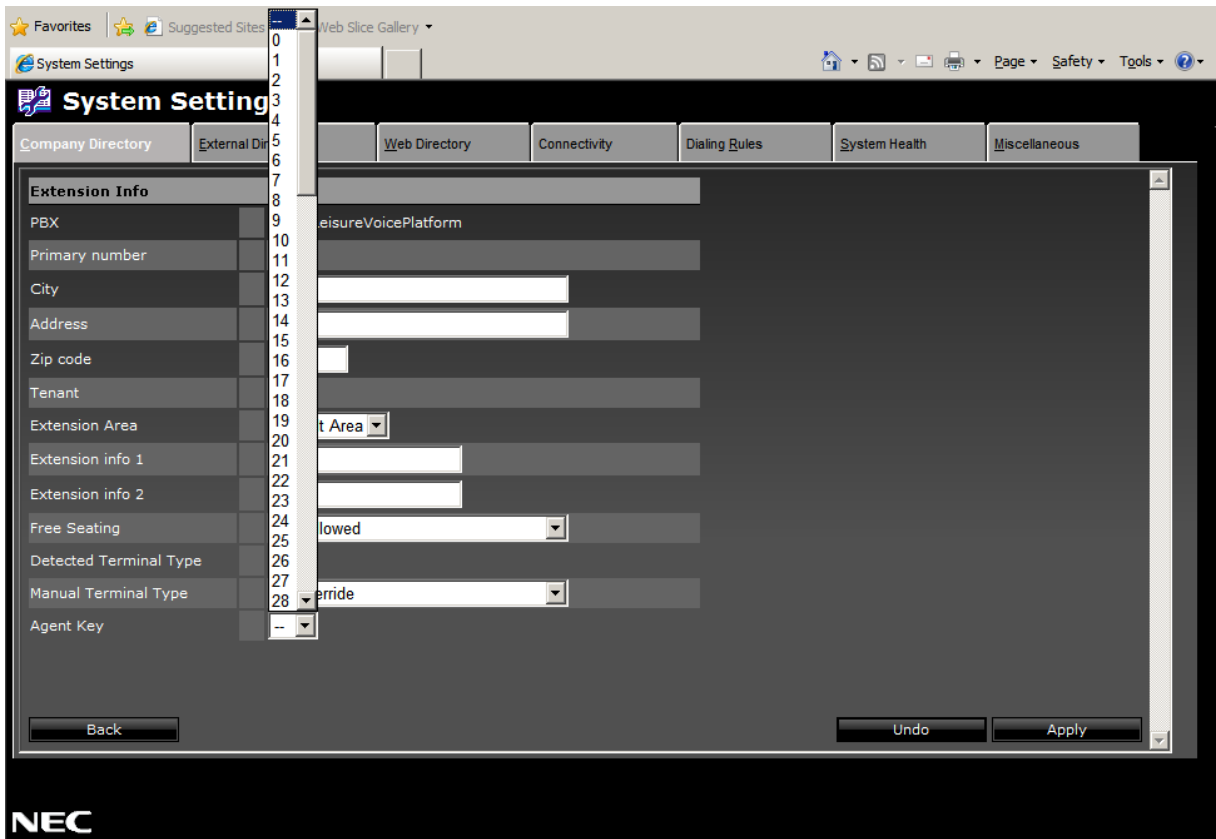 Favorites Suggested Sites Web Slice Gallery
System Settings Page Safety Tools
System Setting
Company Directory External Dir Web Directory Connectivity Dialing Rules System Health Miscellaneous
--
0
1
2
3
4
5
6
7
8
9
10
11
12
13
14
15
16
17
18
19
20
21
22
23
24
25
26
27
28
Extension Info
PBX eisureVoicePlatform
Primary number
City
Address
Zip code
Tenant
Extension Area t Area
Extension info 1
Extension info 2
Free Seating lowed
Detected Terminal Type
Manual Terminal Type erride
Agent Key --
Back Undo Apply
NEC